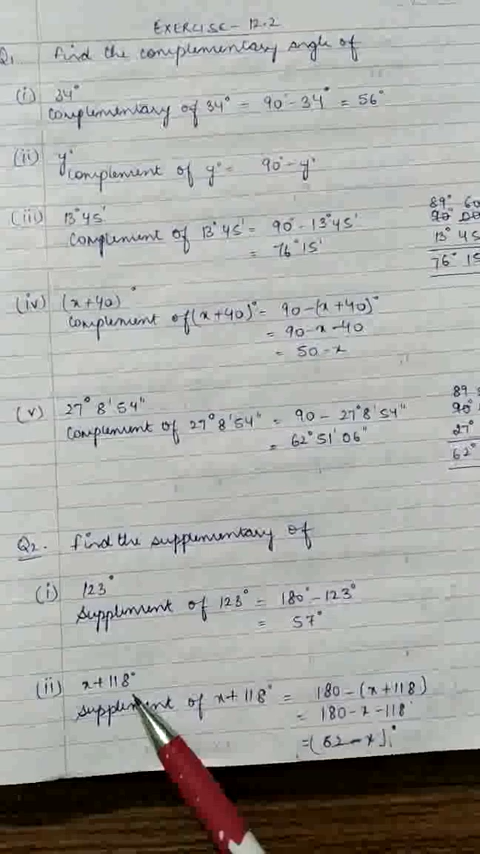 EXERCISE - 12.2
Q1 Find the complementary angle of
(i) 34°
Complementary of 34° = 90° - 34° = 56°
(ii) y°
Complement of y° = 90° - y°
(iii) 13°45'
Complement of 13°45' = 90° - 13°45'
= 76°15'
89° 60
90° 00
13° 45
76° 15
(iv) (x+40)°
Complement of (x+40)° = 90-(x+40)°
= 90-x-40
= 50-x
(v) 27°8'54"
Complement of 27°8'54" = 90 - 27°8'54"
= 62°51'06"
89
90°
27°
62°
Q2. Find the supplementary of
(i) 123°
Supplement of 123° = 180° - 123°
= 57°
(ii) x+118°
Supplement of x+118° = 180-(x+118)
= 180-x-118
=(62-x)°